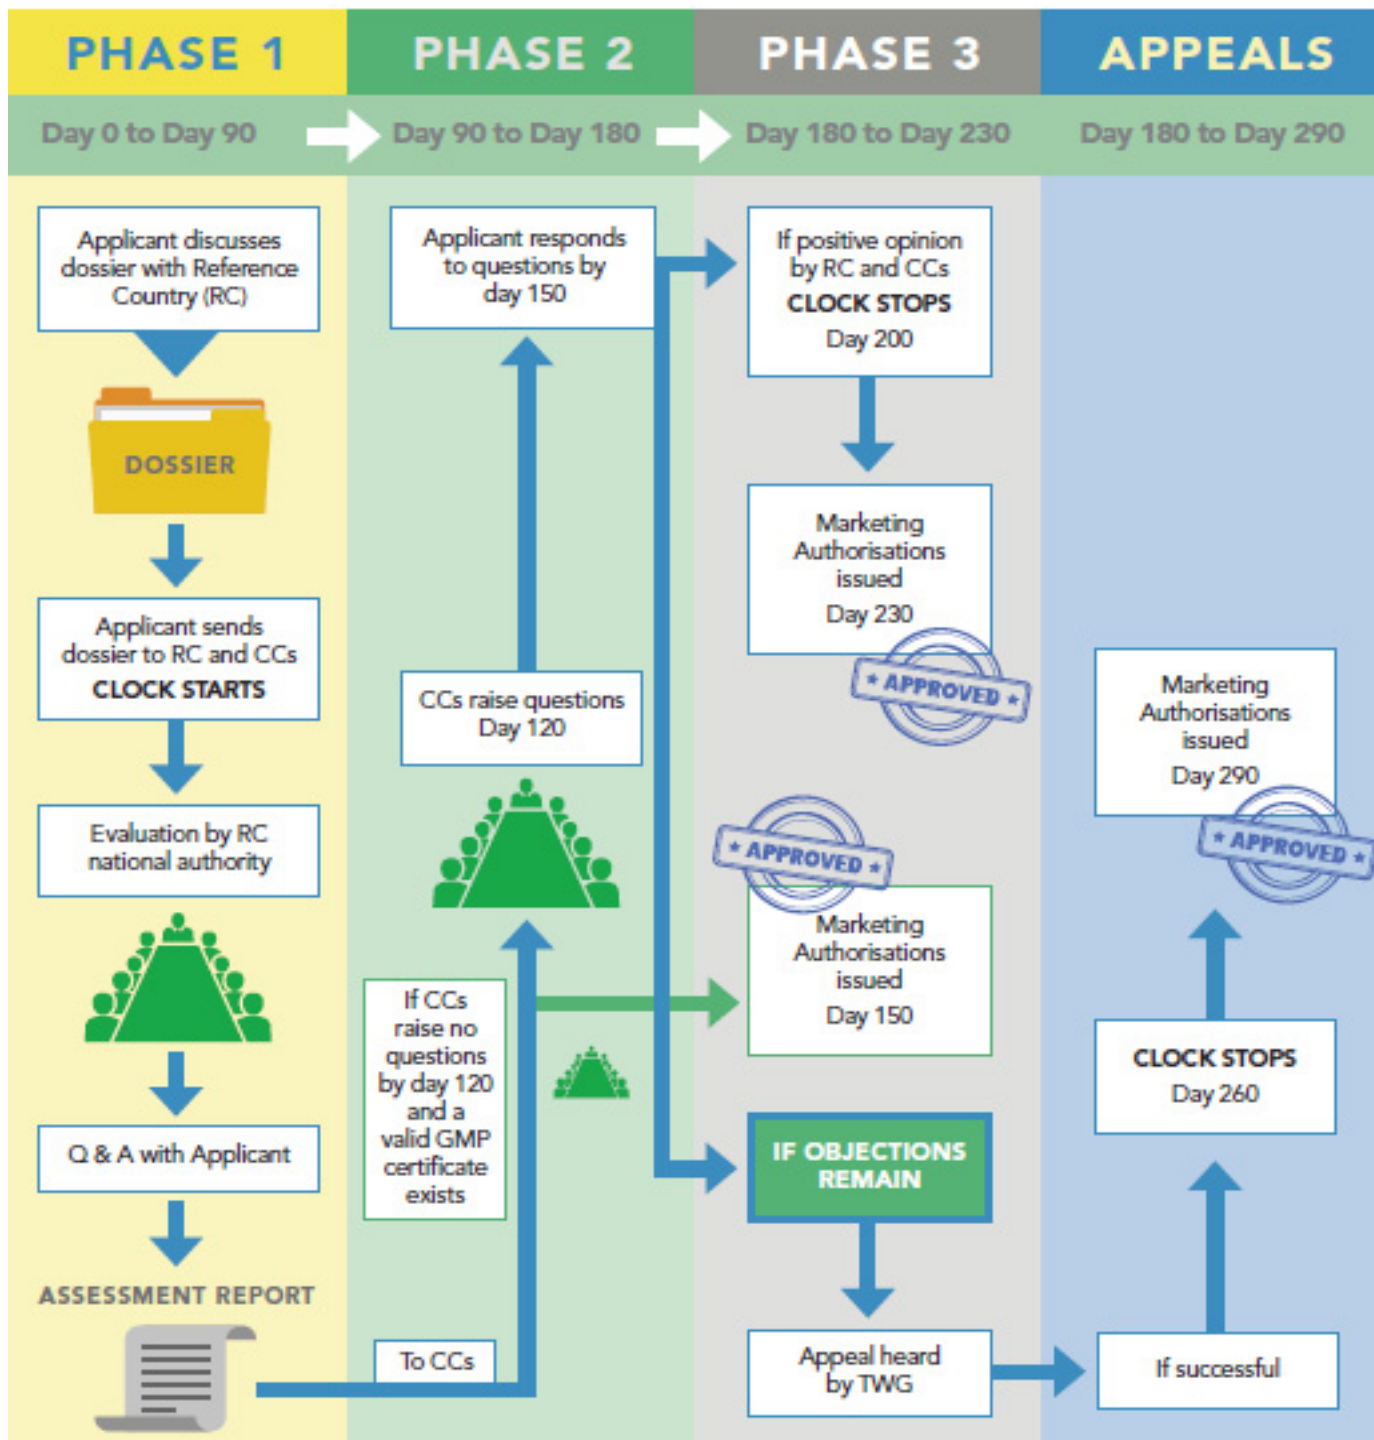 PHASE 1
PHASE 2
PHASE 3
APPEALS
Day 0 to Day 90
Day 90 to Day 180
Day 180 to Day 230
Day 180 to Day 290
Applicant discusses
dossier with Reference
Country (RC)
DOSSIER
Applicant sends
dossier to RC and CCs
CLOCK STARTS
Evaluation by RC
national authority
Q & A with Applicant
ASSESSMENT REPORT
Applicant responds
to questions by
day 150
CCs raise questions
Day 120
If CCs
raise no
questions
by day 120
and a
valid GMP
certificate
exists
To CCs
If positive opinion
by RC and CCs
CLOCK STOPS
Day 200
Marketing
Authorisations
issued
Day 230
★ APPROVED ★
★ APPROVED ★
Marketing
Authorisations
issued
Day 150
IF OBJECTIONS
REMAIN
Appeal heard
by TWG
Marketing
Authorisations
issued
Day 290
★ APPROVED ★
CLOCK STOPS
Day 260
If successful